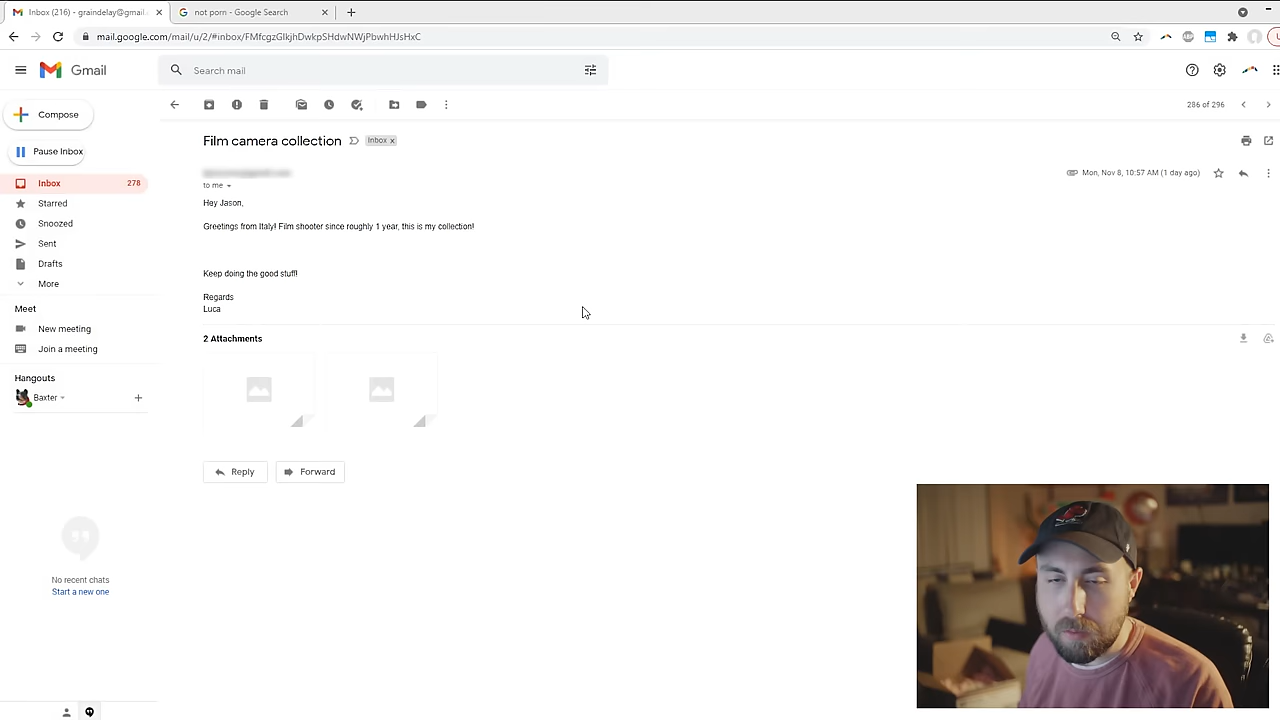 Inbox (216) - graindelay@gmail.
not porn - Google Search
mail.google.com/mail/u/2/#inbox/FMfcgzGlkjhDwkpSHdwNWjPbwhHJsHxC
Gmail
Search mail
Compose
286 of 296
Film camera collection
Inbox x
Pause Inbox
Inbox 278
Mon, Nov 8, 10:57 AM (1 day ago)
to me
Starred
Hey Jason,
Snoozed
Greetings from Italy! Film shooter since roughly 1 year, this is my collection!
Sent
Drafts
Keep doing the good stuff!
More
Regards
Meet
Luca
New meeting
2 Attachments
Join a meeting
Hangouts
Baxter
Reply
Forward
No recent chats
Start a new one